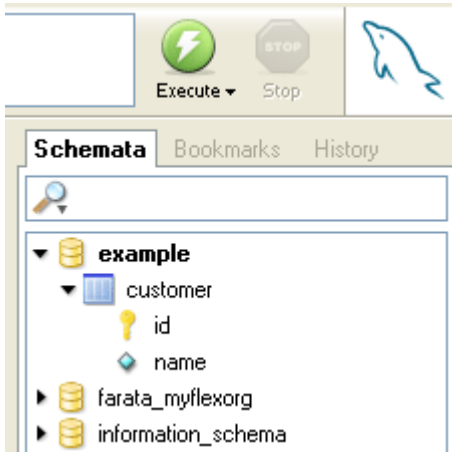 STOP
Execute Stop
Schemata Bookmarks History
example
customer
id
name
farata_myflexorg
information_schema